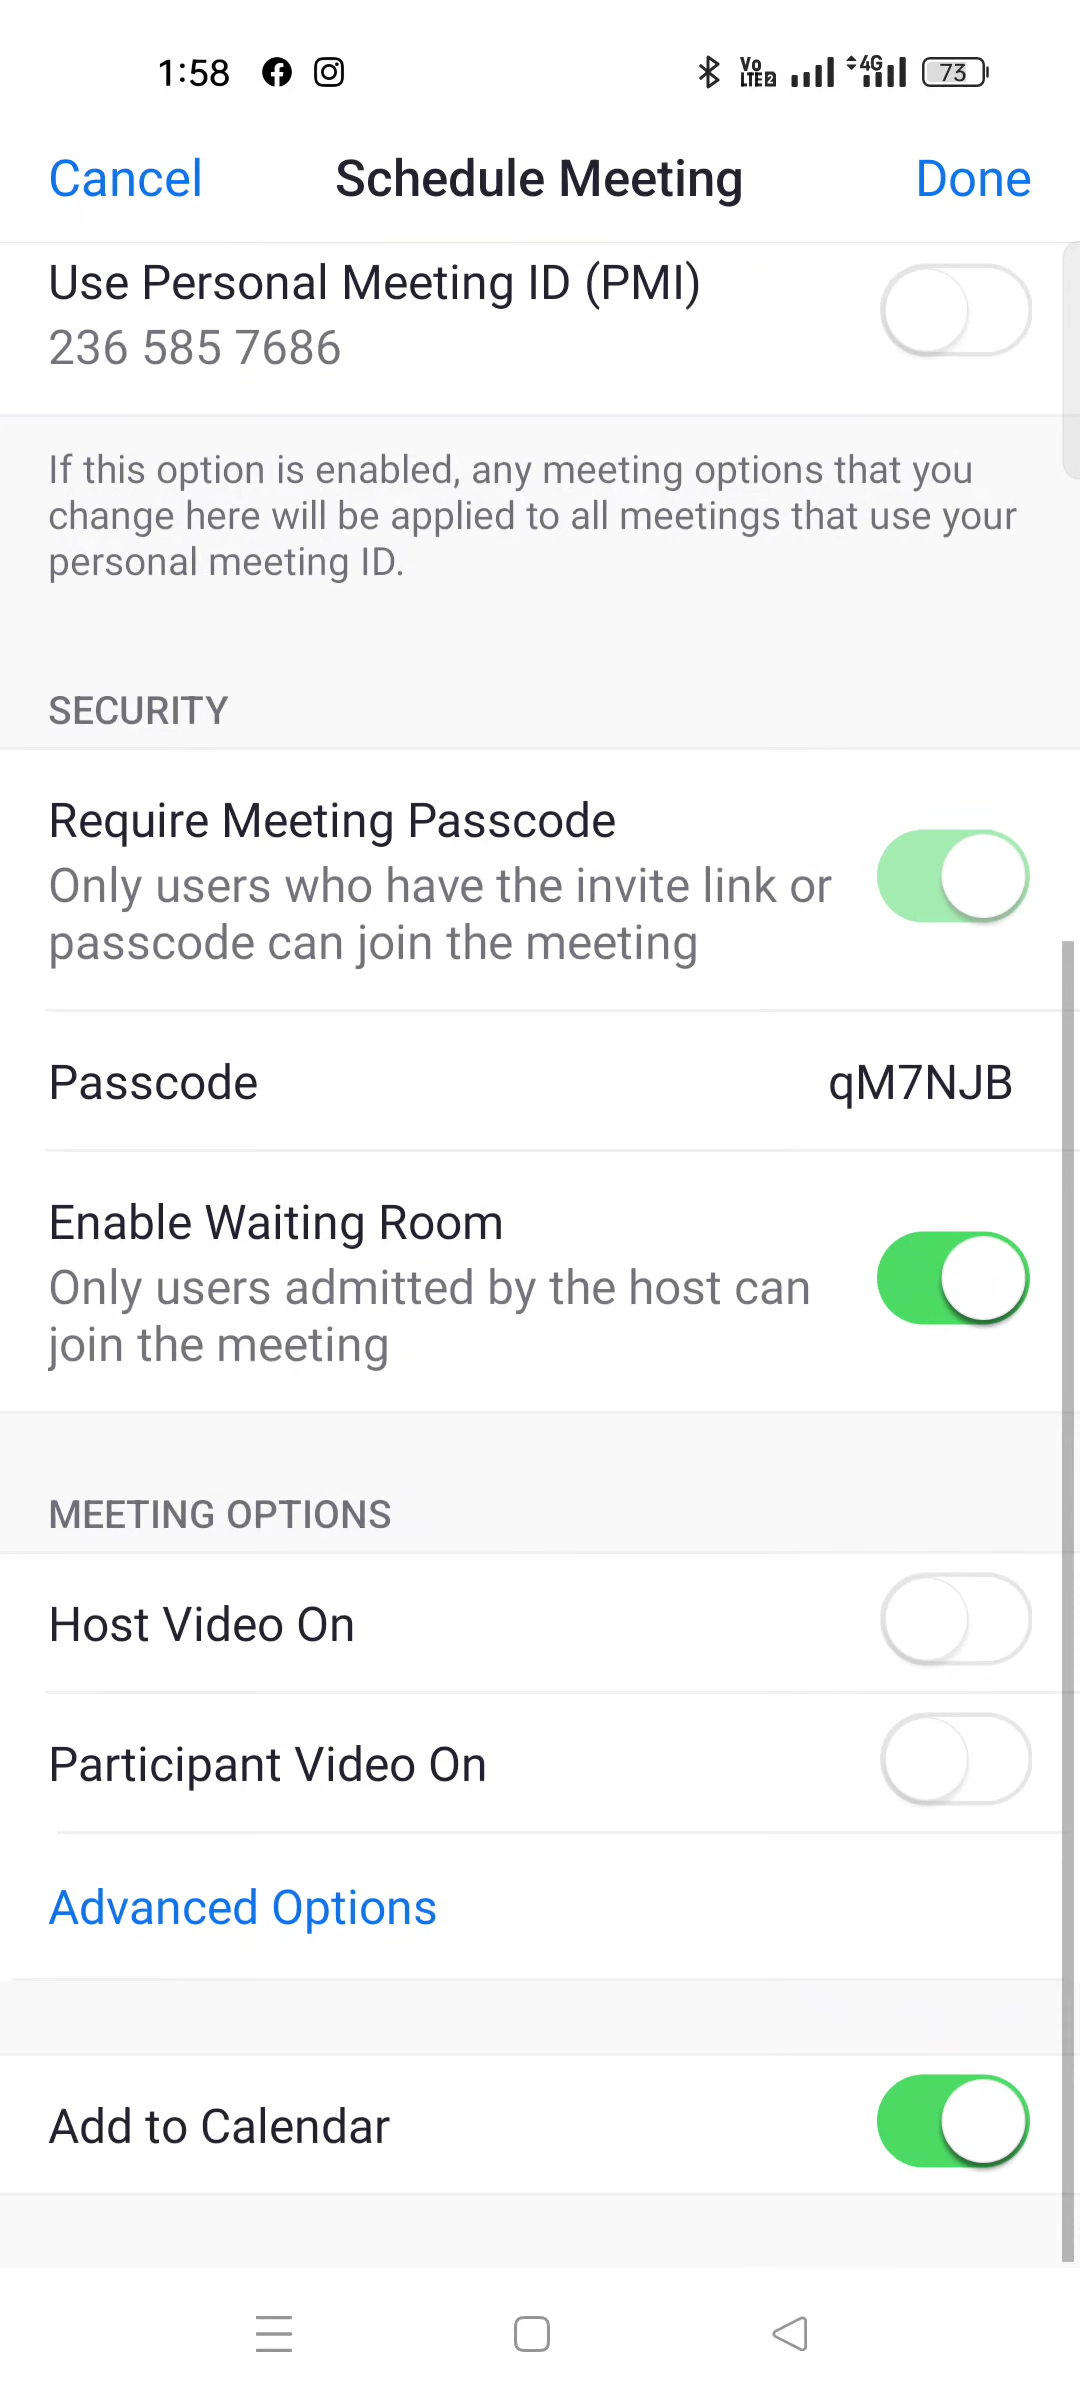 1:58
Vo
LTE2
4G
73
Cancel
Schedule Meeting
Done
Use Personal Meeting ID (PMI)
236 585 7686
If this option is enabled, any meeting options that you
change here will be applied to all meetings that use your
personal meeting ID.
SECURITY
Require Meeting Passcode
Only users who have the invite link or
passcode can join the meeting
Passcode
qM7NJB
Enable Waiting Room
Only users admitted by the host can
join the meeting
MEETING OPTIONS
Host Video On
Participant Video On
Advanced Options
Add to Calendar